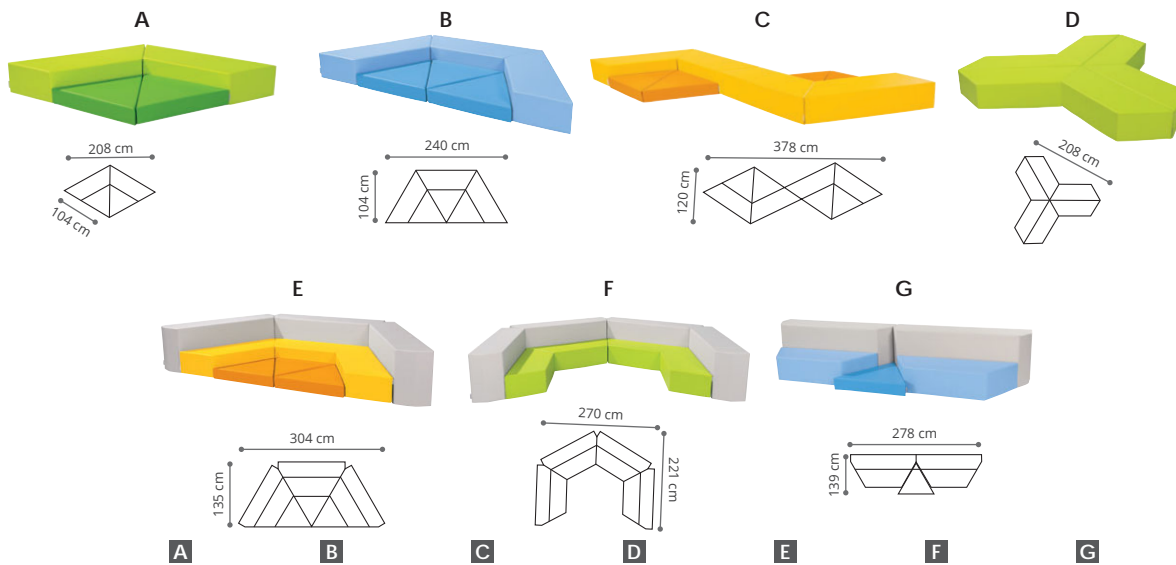 A
B
C
D
208 cm
104 cm
240 cm
104 cm
378 cm
120 cm
208 cm
E
F
G
304 cm
135 cm
270 cm
221 cm
278 cm
139 cm
A B C D E F G